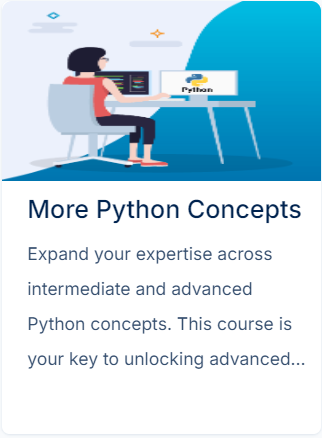 Python
More Python Concepts
Expand your expertise across
intermediate and advanced
Python concepts. This course is
your key to unlocking advanced...